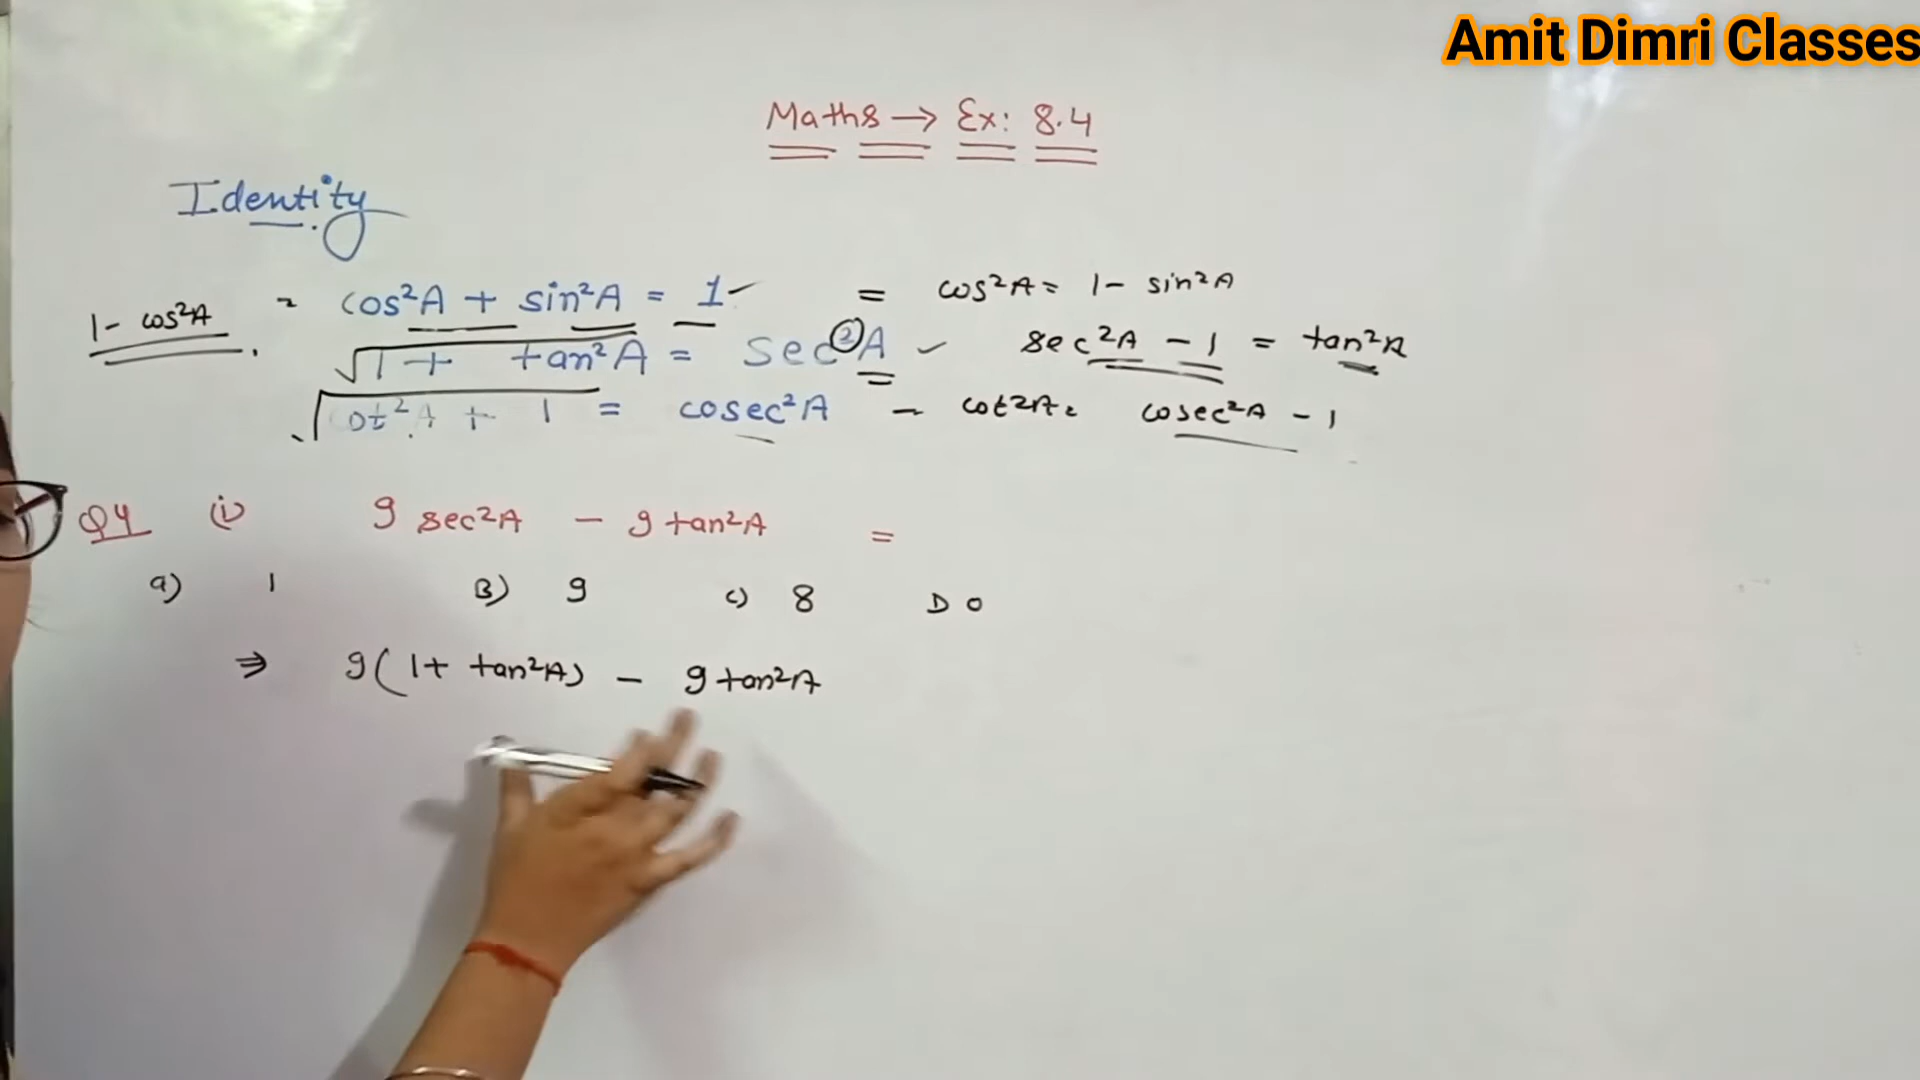 Amit Dimri Classes
Maths → Ex: 8.4
Identity
1 - cos²A = cos²A + sin²A = 1 = cos²A = 1 - sin²A
√1 + tan²A = sec²A sec²A - 1 = tan²A
√cot²A + 1 = cosec²A - cot²A = cosec²A - 1
Q4 (i) 9 sec²A - 9 tan²A =
a) 1 B) 9 c) 8 D 0
⇒ 9(1 + tan²A) - 9 tan²A